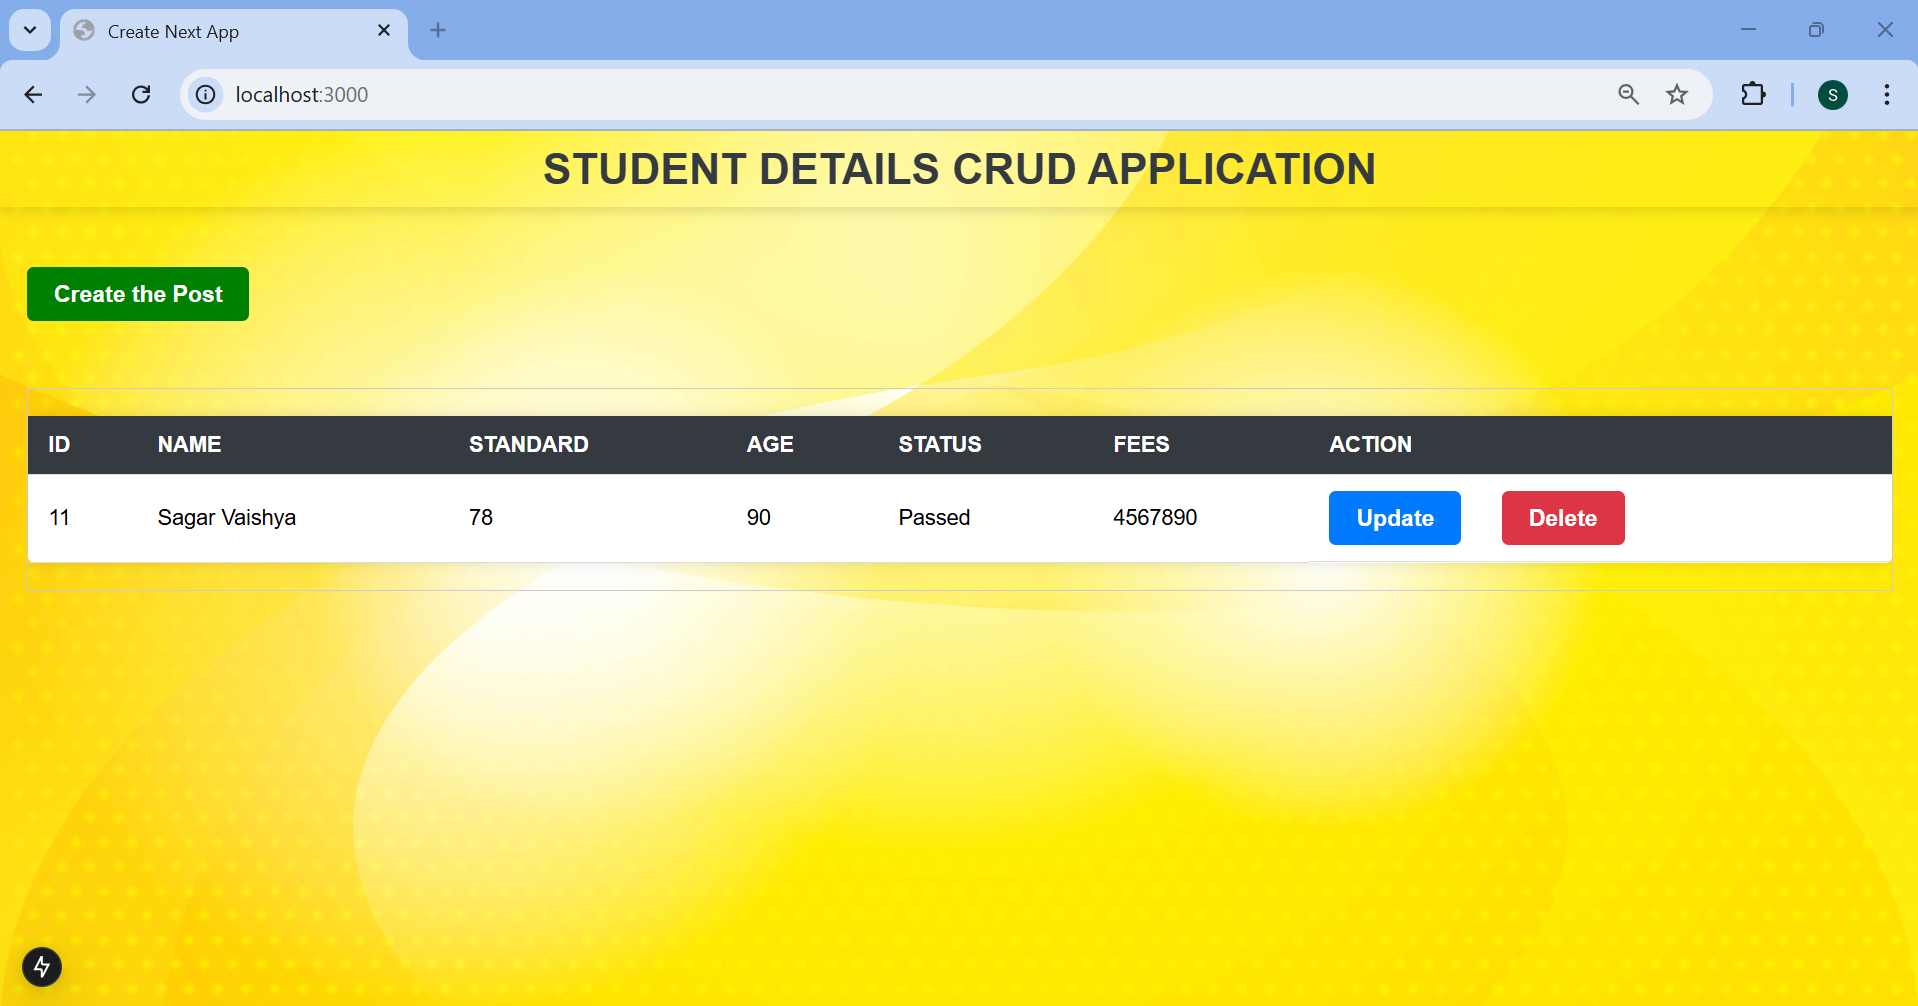 Create Next App
localhost:3000
S
STUDENT DETAILS CRUD APPLICATION
Create the Post
ID NAME STANDARD AGE STATUS FEES ACTION
11 Sagar Vaishya 78 90 Passed 4567890 Update Delete